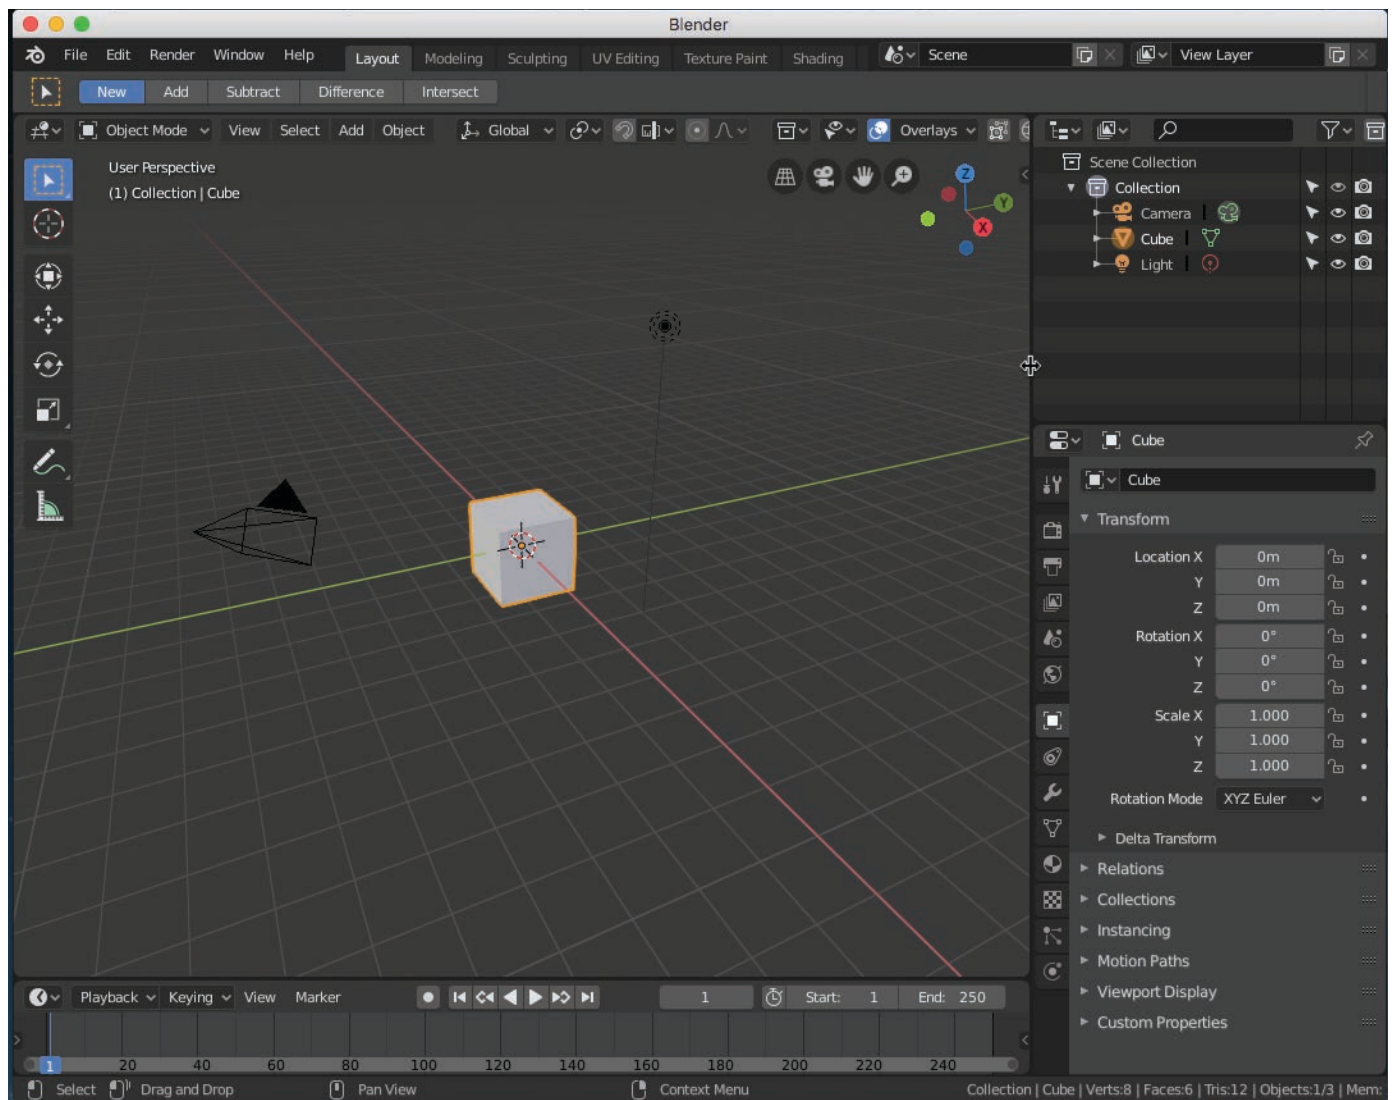 Blender
File Edit Render Window Help Layout Modeling Sculpting UV Editing Texture Paint Shading Scene View Layer
New Add Subtract Difference Intersect
Object Mode View Select Add Object Global Overlays
User Perspective
(1) Collection | Cube
Z
Y
X
Scene Collection
Collection
Camera
Cube
Light
Cube
Cube
Transform
Location X 0m
Y 0m
Z 0m
Rotation X 0°
Y 0°
Z 0°
Scale X 1.000
Y 1.000
Z 1.000
Rotation Mode XYZ Euler
Delta Transform
Relations
Collections
Instancing
Motion Paths
Viewport Display
Custom Properties
Playback Keying View Marker 1 Start: 1 End: 250
1 20 40 60 80 100 120 140 160 180 200 220 240
Select Drag and Drop Pan View Context Menu Collection | Cube | Verts:8 | Faces:6 | Tris:12 | Objects:1/3 | Mem: